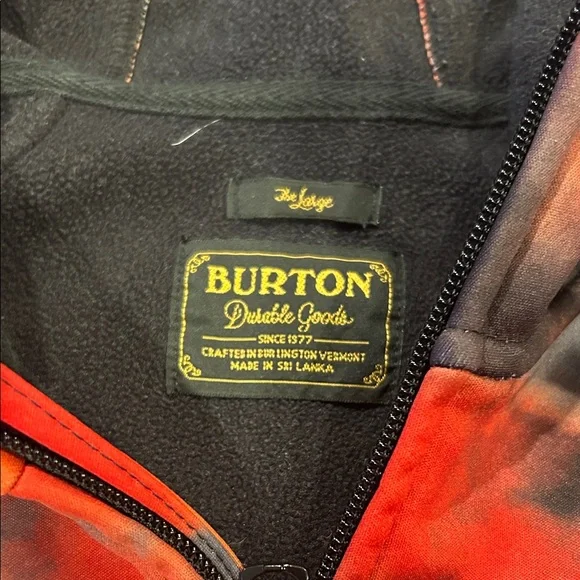 The Large
BURTON
Durable Goods
SINCE 1977
CRAFTED IN BURLINGTON VERMONT
MADE IN SRI LANKA